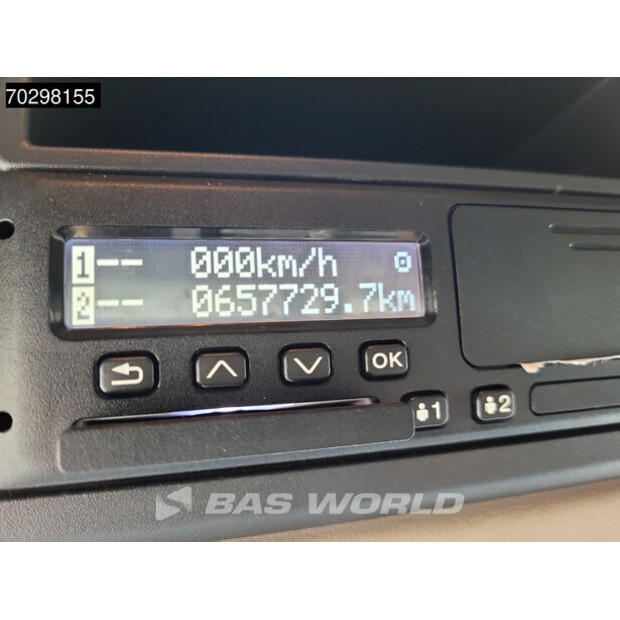 70298155
1-- 000km/h
2-- 0657729.7km
OK
1 2
BAS WORLD